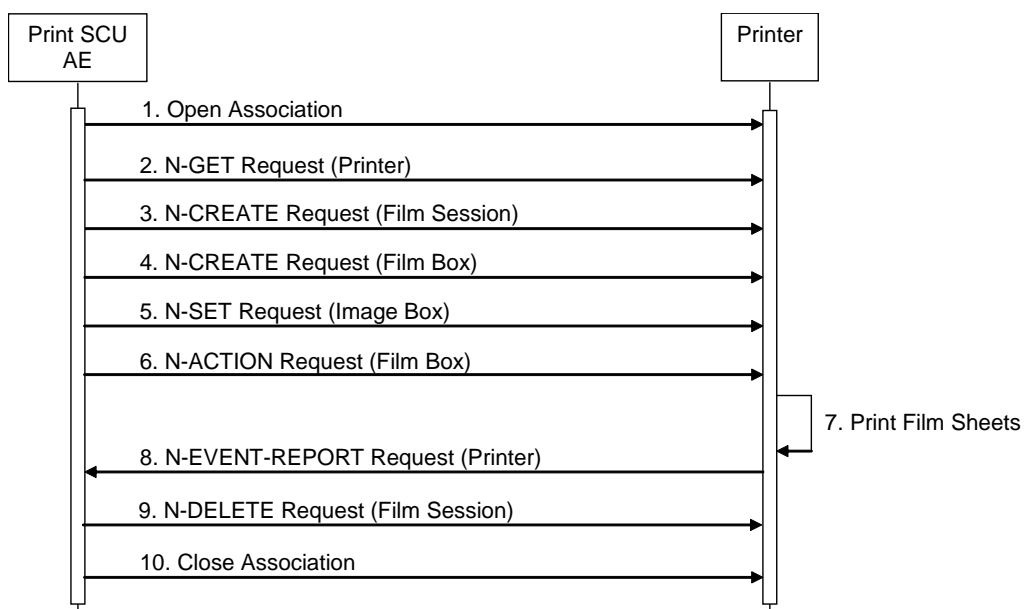 Print SCU
AE
Printer
1. Open Association
2. N-GET Request (Printer)
3. N-CREATE Request (Film Session)
4. N-CREATE Request (Film Box)
5. N-SET Request (Image Box)
6. N-ACTION Request (Film Box)
7. Print Film Sheets
8. N-EVENT-REPORT Request (Printer)
9. N-DELETE Request (Film Session)
10. Close Association